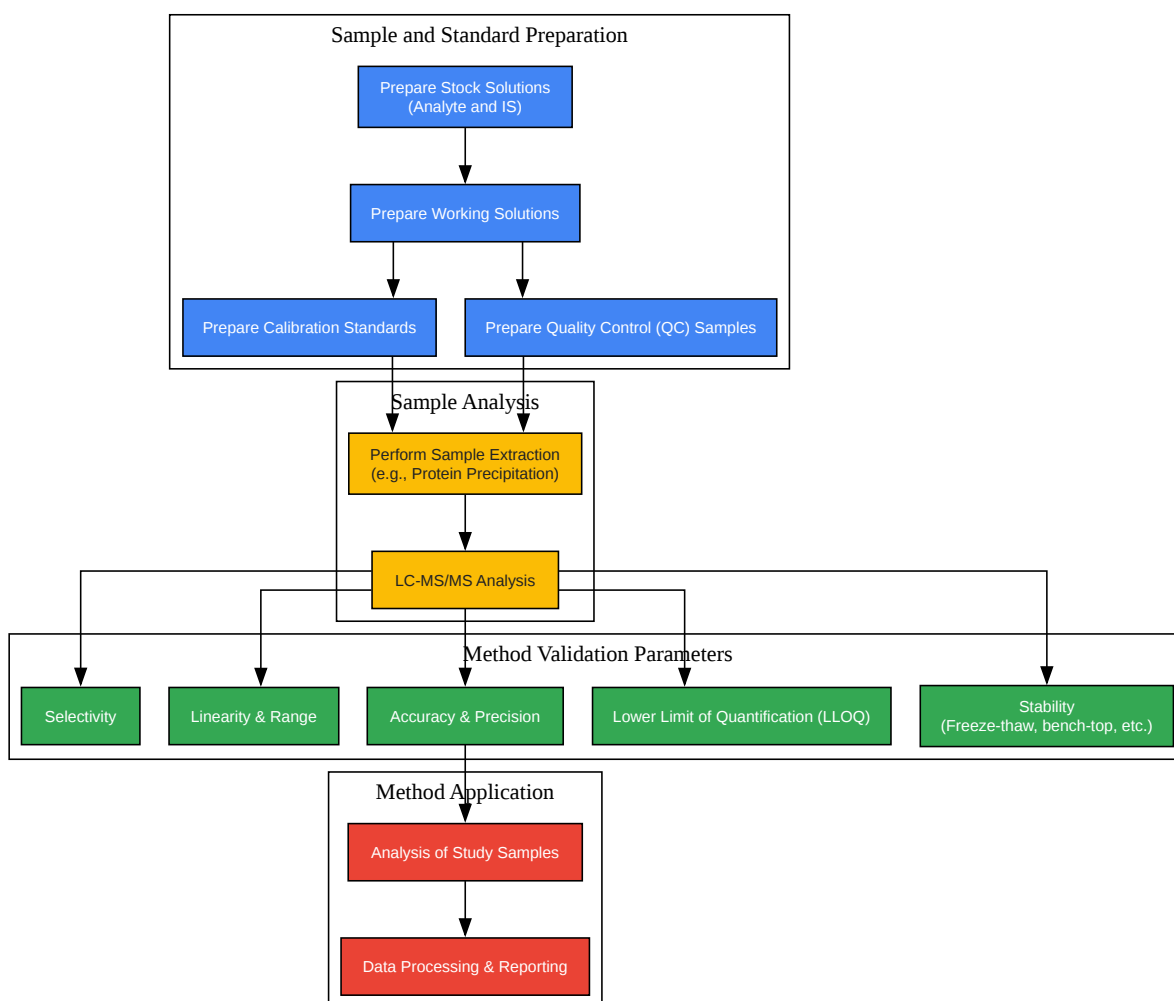 Sample and Standard Preparation
Prepare Stock Solutions
(Analyte and IS)
Prepare Working Solutions
Prepare Calibration Standards
Prepare Quality Control (QC) Samples
Sample Analysis
Perform Sample Extraction
(e.g., Protein Precipitation)
LC-MS/MS Analysis
Method Validation Parameters
Selectivity
Linearity & Range
Accuracy & Precision
Lower Limit of Quantification (LLOQ)
Stability
(Freeze-thaw, bench-top, etc.)
Method Application
Analysis of Study Samples
Data Processing & Reporting